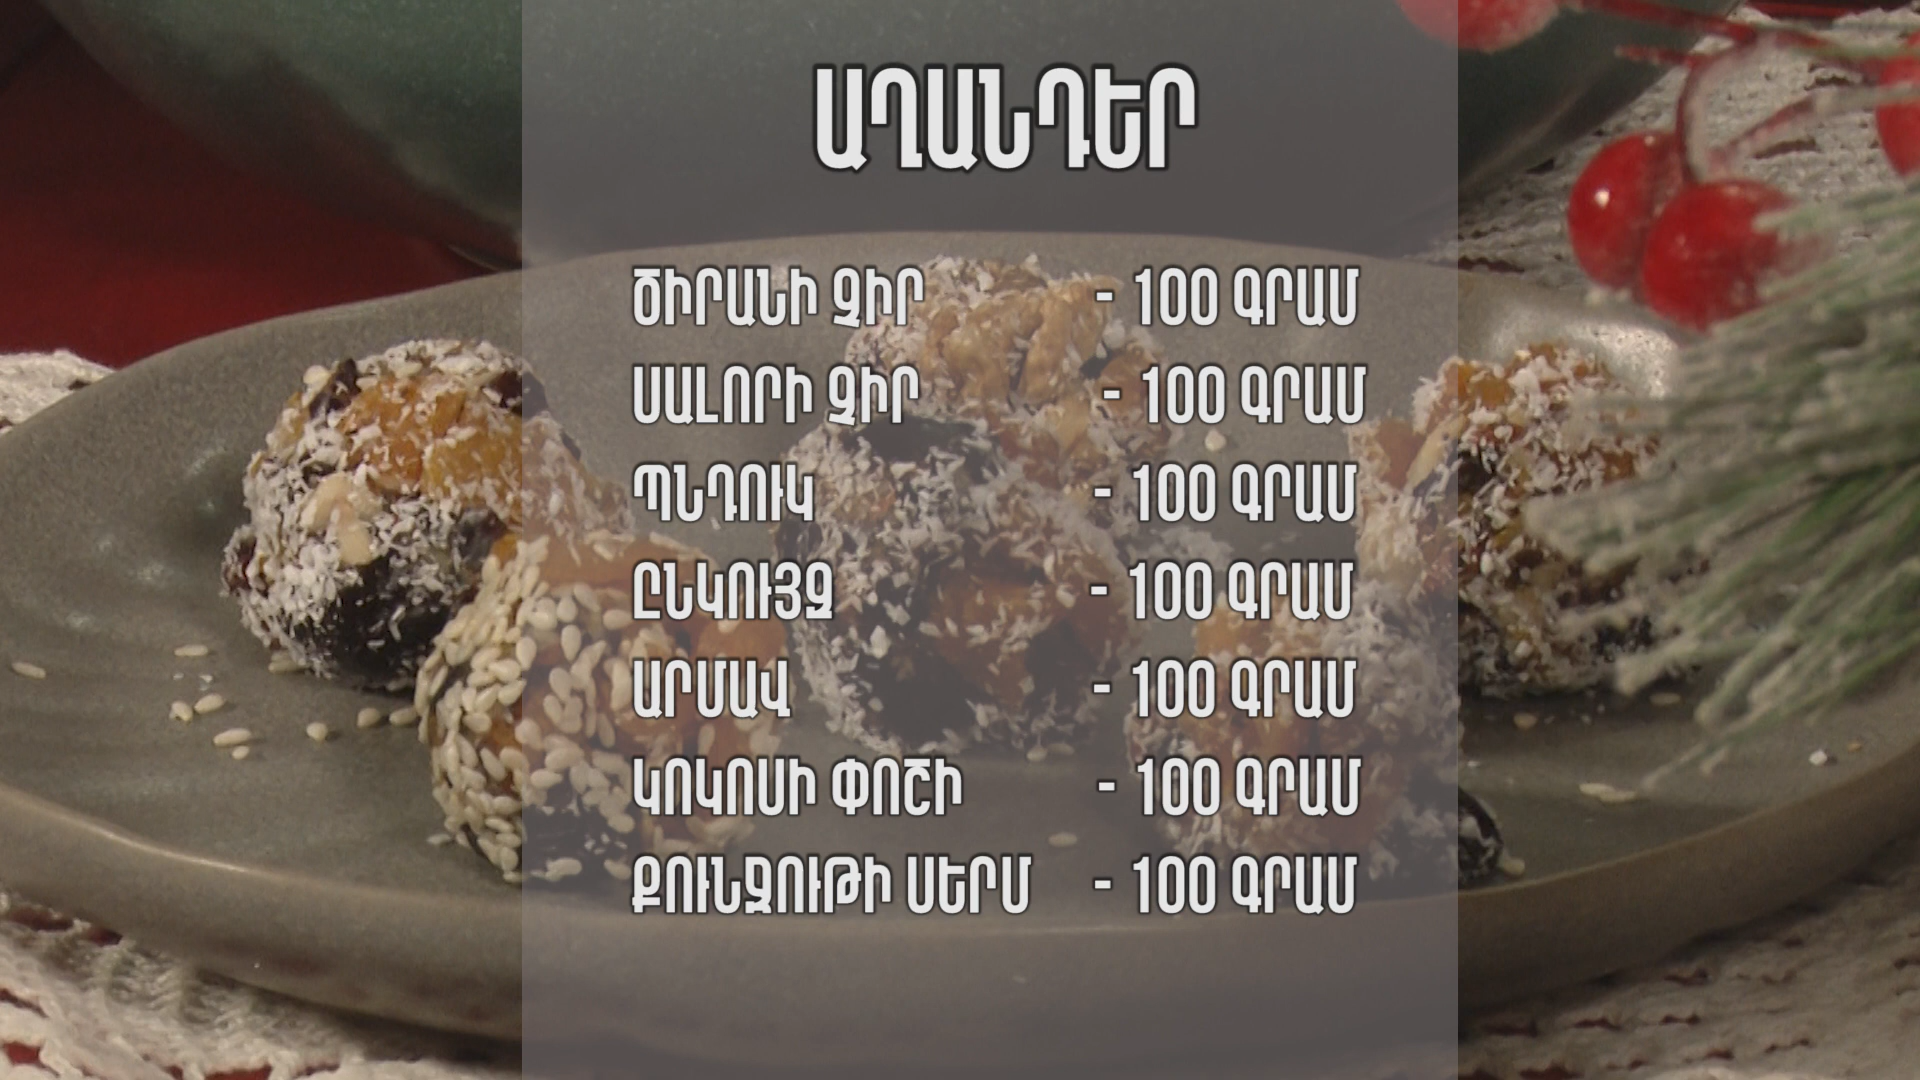 ԱՂԱՆԴԵՐ
ԾԻՐԱՆԻ ՉԻՐ - 100 ԳՐԱՄ
ՍԱԼՈՐԻ ՉԻՐ - 100 ԳՐԱՄ
ՊՆԴՈՒԿ - 100 ԳՐԱՄ
ԸՆԿՈՒՅԶ - 100 ԳՐԱՄ
ԱՐՄԱՎ - 100 ԳՐԱՄ
ԿՈԿՈՍԻ ՓՈՇԻ - 100 ԳՐԱՄ
ՔՈՒՆՋՈՒԹԻ ՍԵՐՄ - 100 ԳՐԱՄ